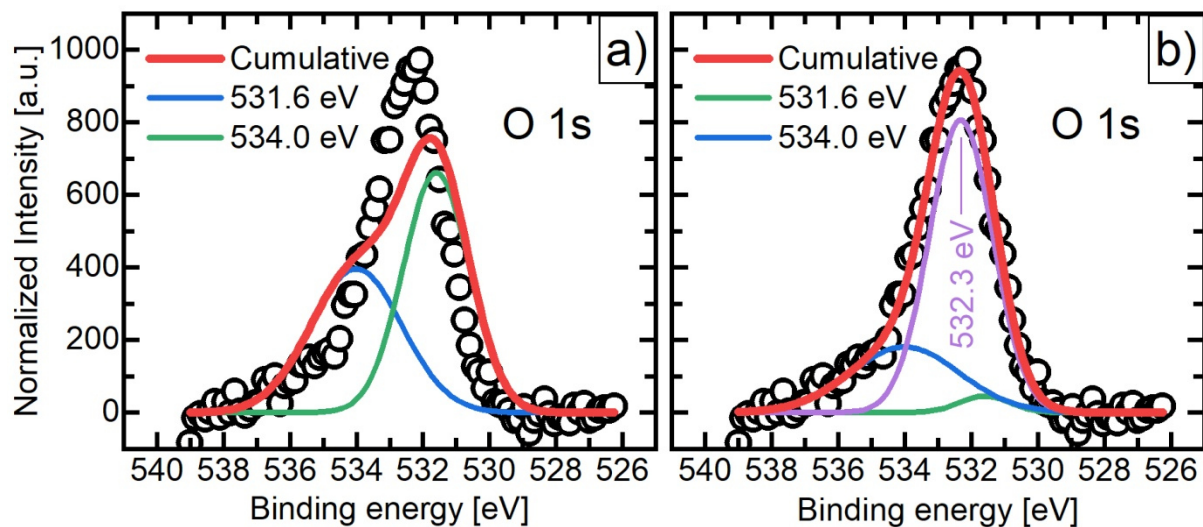 Normalized Intensity [a.u.]
1000
800
600
400
200
0
Cumulative
531.6 eV
534.0 eV
a)
O 1s
540 538 536 534 532 530 528 526
Binding energy [eV]
Cumulative
531.6 eV
534.0 eV
b)
O 1s
532.3 eV
540 538 536 534 532 530 528 526
Binding energy [eV]